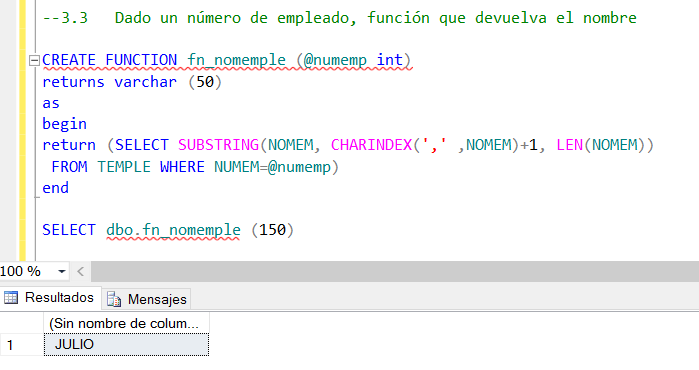 --3.3 Dado un número de empleado, función que devuelva el nombre
CREATE FUNCTION fn_nomemple (@numemp int)
returns varchar (50)
as
begin
return (SELECT SUBSTRING(NOMEM, CHARINDEX(',' ,NOMEM)+1, LEN(NOMEM))
FROM TEMPLE WHERE NUMEM=@numemp)
end
SELECT dbo.fn_nomemple (150)
100 %
Resultados Mensajes
(Sin nombre de colum...
1 JULIO